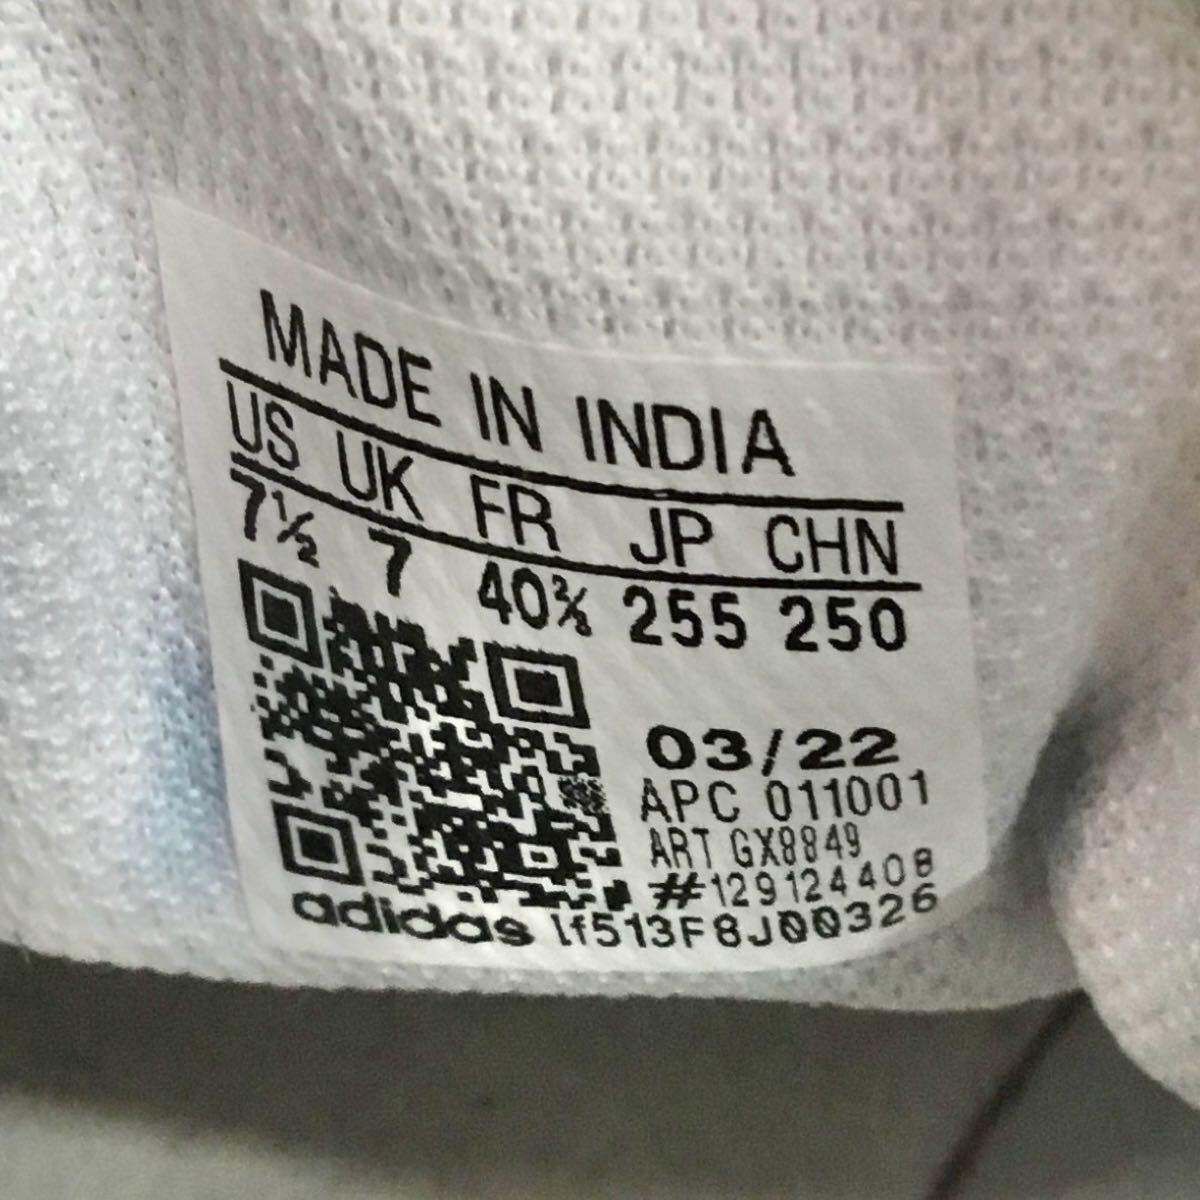 MADE IN INDIA
US UK FR JP CHN
7½ 7 40⅔ 255 250
03/22
APC 011001
ART GX8849
#129124408
adidas lf513F8J00326